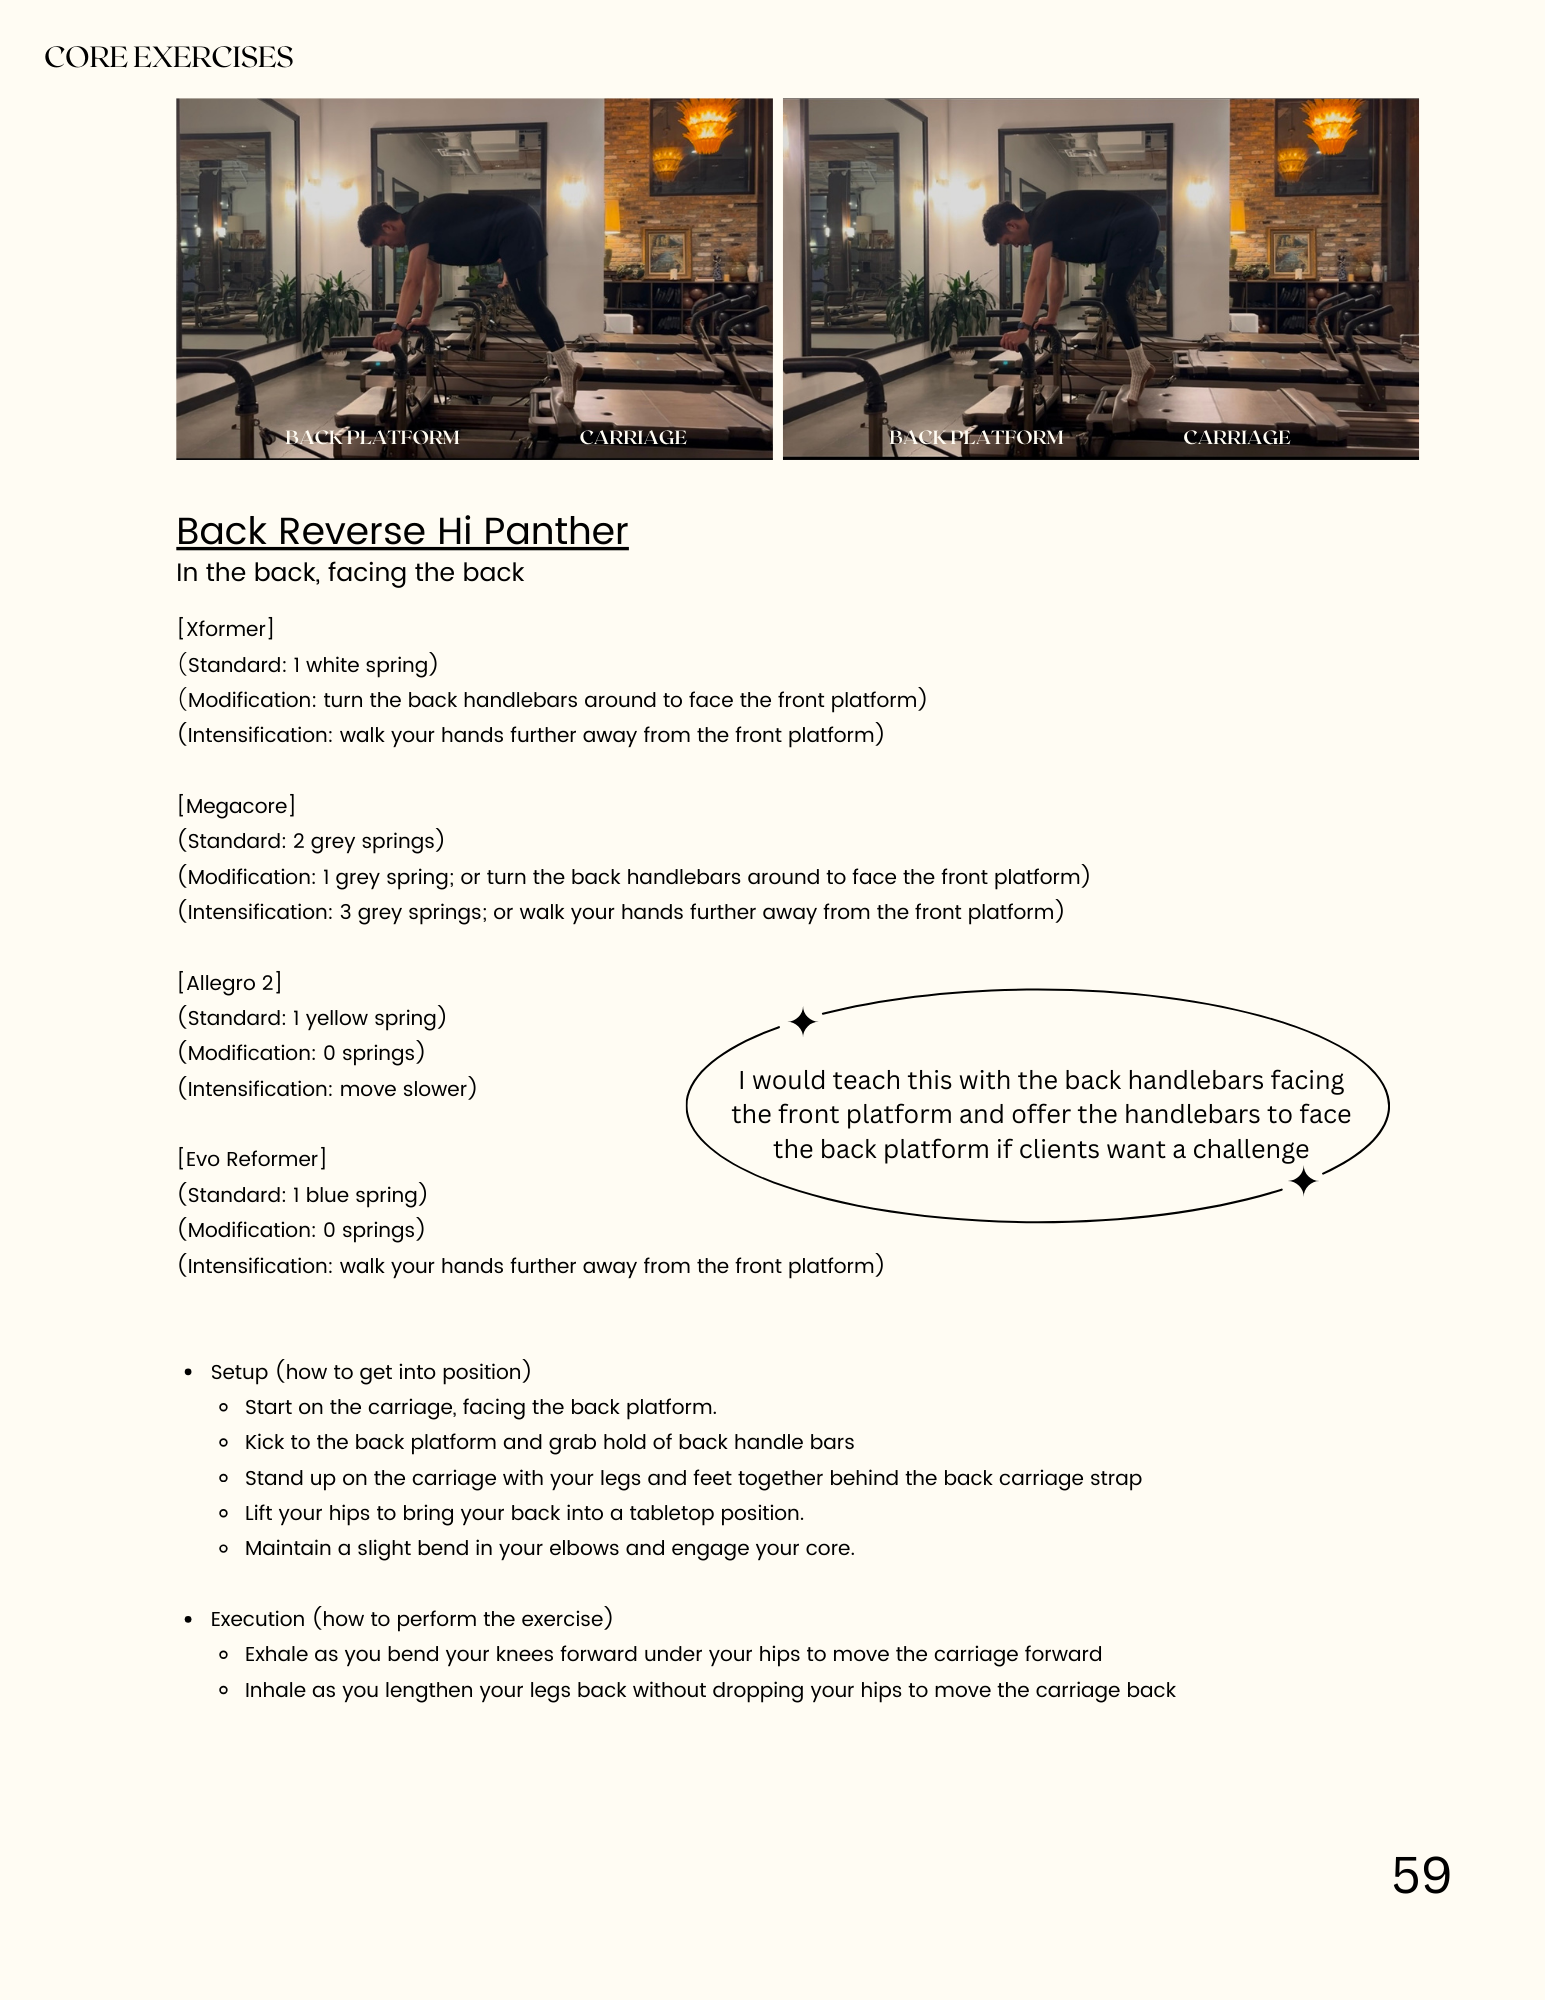 CORE EXERCISES
BACK PLATFORM
CARRIAGE
BACK PLATFORM
CARRIAGE
Back Reverse Hi Panther
In the back, facing the back
[Xformer]
(Standard: 1 white spring)
(Modification: turn the back handlebars around to face the front platform)
(Intensification: walk your hands further away from the front platform)
[Megacore]
(Standard: 2 grey springs)
(Modification: 1 grey spring; or turn the back handlebars around to face the front platform)
(Intensification: 3 grey springs; or walk your hands further away from the front platform)
[Allegro 2]
(Standard: 1 yellow spring)
(Modification: 0 springs)
(Intensification: move slower)
I would teach this with the back handlebars facing
the front platform and offer the handlebars to face
the back platform if clients want a challenge
[Evo Reformer]
(Standard: 1 blue spring)
(Modification: 0 springs)
(Intensification: walk your hands further away from the front platform)
• Setup (how to get into position)
◦ Start on the carriage, facing the back platform.
◦ Kick to the back platform and grab hold of back handle bars
◦ Stand up on the carriage with your legs and feet together behind the back carriage strap
◦ Lift your hips to bring your back into a tabletop position.
◦ Maintain a slight bend in your elbows and engage your core.
• Execution (how to perform the exercise)
◦ Exhale as you bend your knees forward under your hips to move the carriage forward
◦ Inhale as you lengthen your legs back without dropping your hips to move the carriage back
59